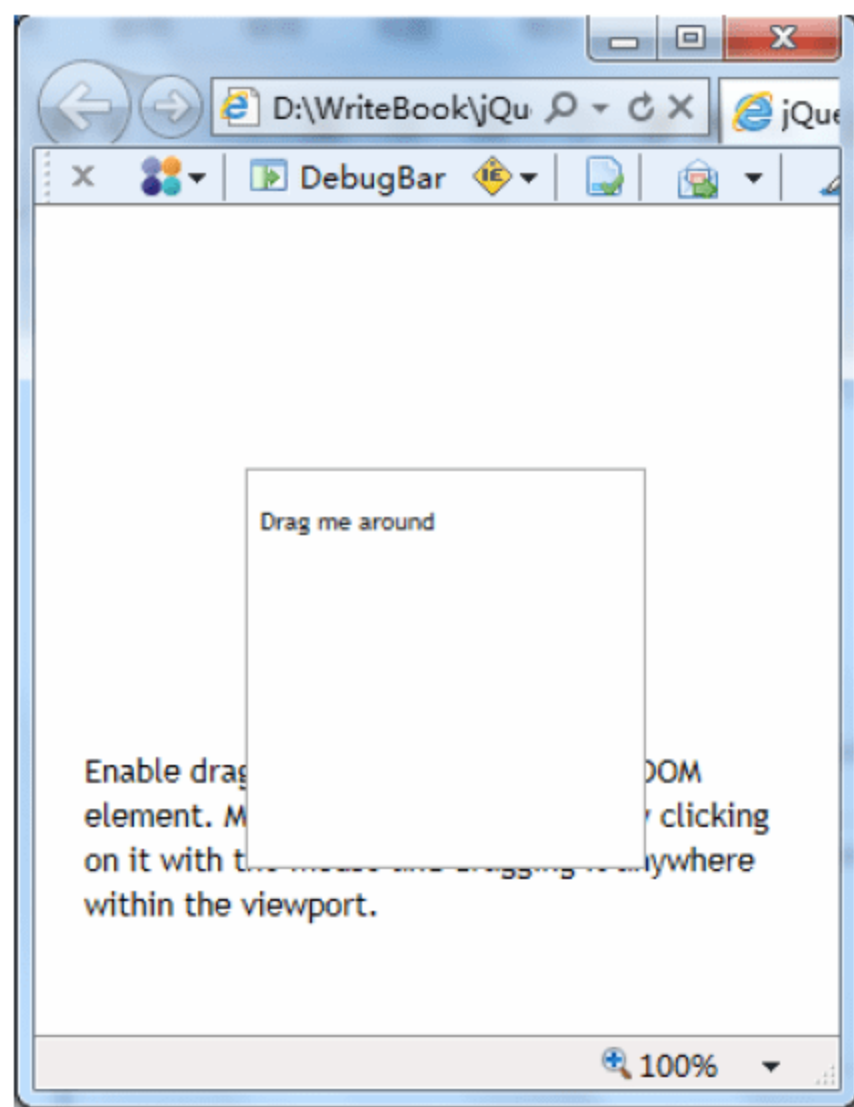 D:\WriteBook\jQu
jQue
DebugBar
Drag me around
Enable drag OOM
element. M clicking
on it with t anywhere
within the viewport.
100%